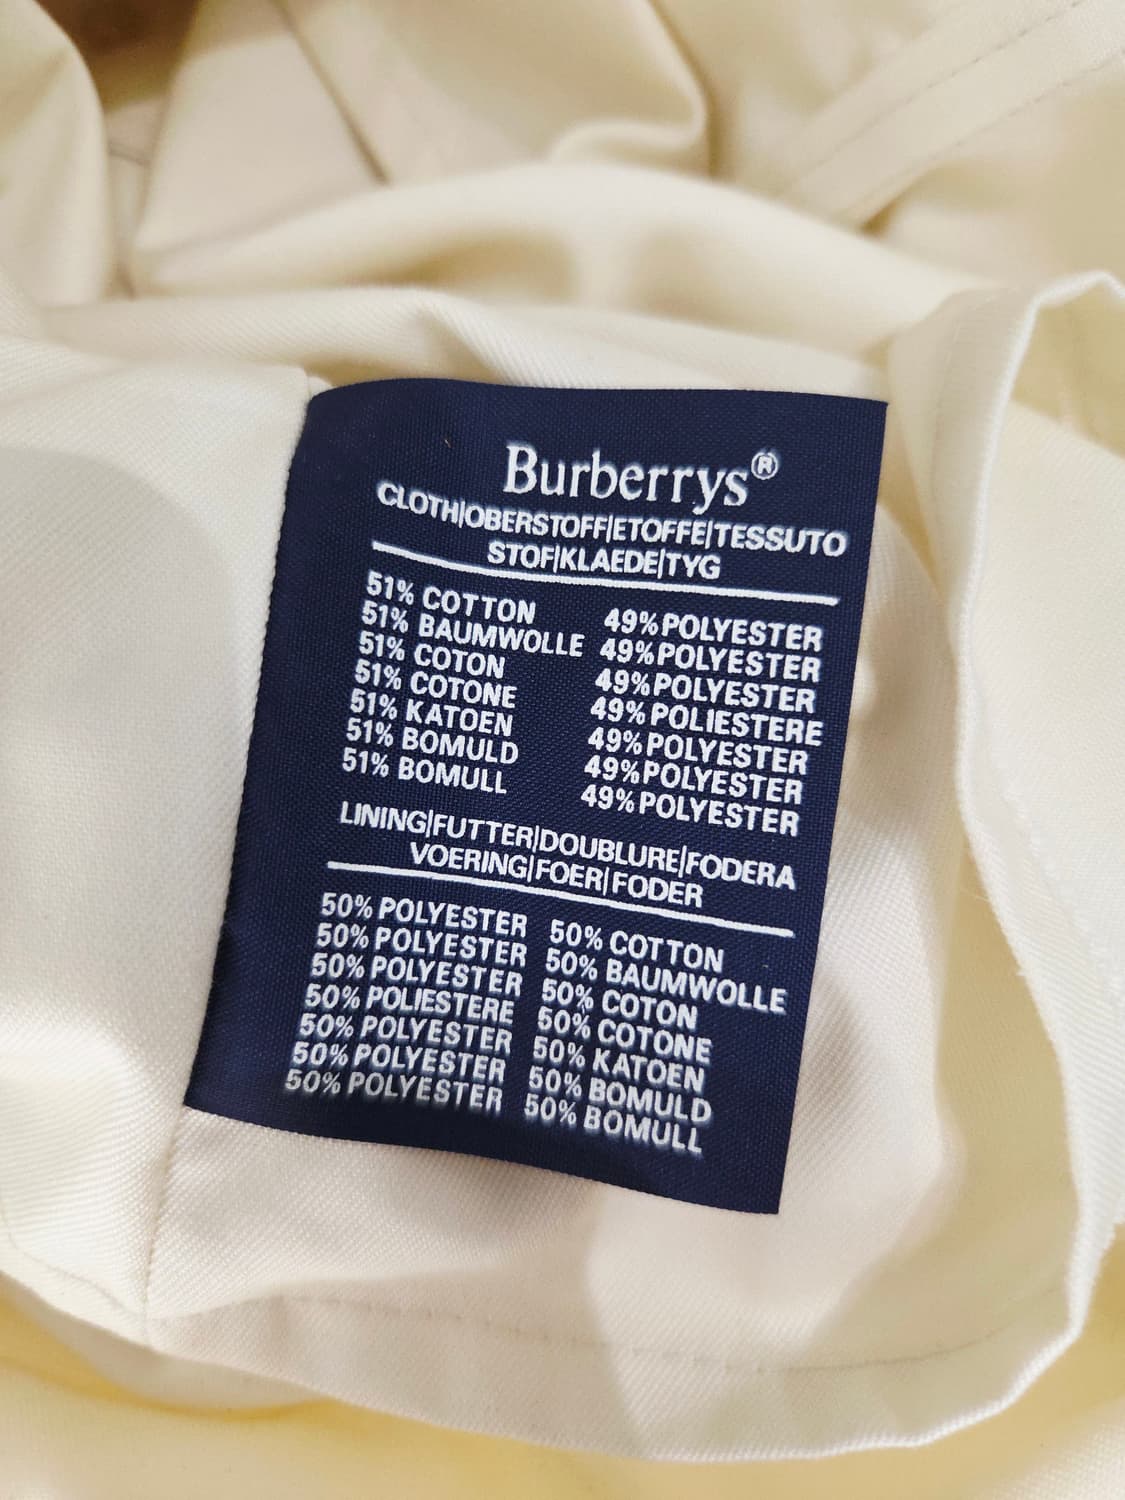 Burberrys®
CLOTH|OBERSTOFF|ETOFFE|TESSUTO
STOF|KLAEDE|TYG
51% COTTON 49% POLYESTER
51% BAUMWOLLE 49% POLYESTER
51% COTON 49% POLYESTER
51% COTONE 49% POLIESTERE
51% KATOEN 49% POLYESTER
51% BOMULD 49% POLYESTER
51% BOMULL 49% POLYESTER
LINING|FUTTER|DOUBLURE|FODERA
VOERING|FOER|FODER
50% POLYESTER 50% COTTON
50% POLYESTER 50% BAUMWOLLE
50% POLYESTER 50% COTON
50% POLIESTERE 50% COTONE
50% POLYESTER 50% KATOEN
50% POLYESTER 50% BOMULD
50% POLYESTER 50% BOMULL